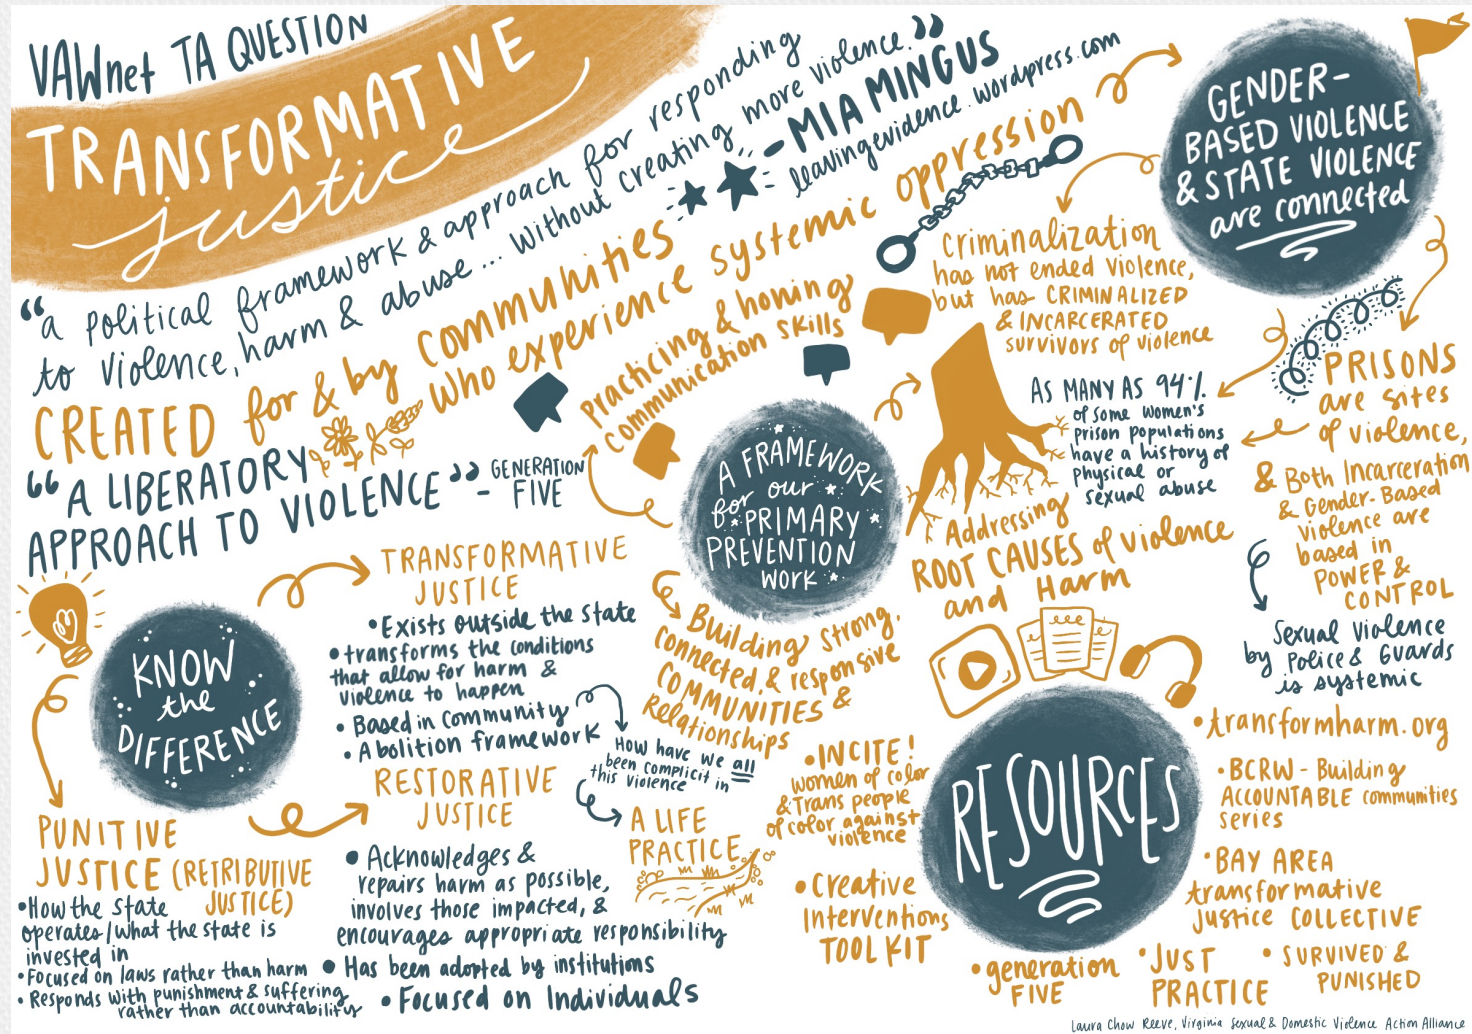 VAWnet TA QUESTION
TRANSFORMATIVE
justice
“a political framework & approach for responding
to violence, harm & abuse... without creating more violence.”
- MIA MINGUS
leavingevidence.wordpress.com
CREATED for & by communities
who experience systemic oppression
“A LIBERATORY
APPROACH TO VIOLENCE” - GENERATION
FIVE
GENDER-
BASED VIOLENCE
& STATE VIOLENCE
are connected
criminalization
has not ended violence,
but has CRIMINALIZED
& INCARCERATED
survivors of violence
PRISONS
are sites
of violence,
& Both Incarceration
& Gender-Based
violence are
based in
POWER &
CONTROL
AS MANY AS 94%
of some women's
prison populations
have a history of
physical or
sexual abuse
Sexual violence
by Police & Guards
is systemic
A FRAMEWORK
for our
PRIMARY
PREVENTION
WORK
Practicing & honing
communication skills
Addressing
ROOT CAUSES of violence
and Harm
Building strong,
connected, & responsive
COMMUNITIES &
Relationships
KNOW
the
DIFFERENCE
TRANSFORMATIVE
JUSTICE
• Exists outside the state
• transforms the conditions
that allow for harm &
violence to happen
• Based in Community
• Abolition framework
How have we all
been complicit in
this violence
A LIFE
PRACTICE
RESTORATIVE
JUSTICE
• Acknowledges &
repairs harm as possible,
involves those impacted, &
encourages appropriate responsibility
• Has been adopted by institutions
• Focused on Individuals
PUNITIVE
JUSTICE (RETRIBUTIVE
JUSTICE)
• How the state
operates/what the state is
invested in
• Focused on laws rather than harm
• Responds with punishment & suffering
rather than accountability
RESOURCES
• transformharm.org
• BCRW - Building
ACCOUNTABLE communities
series
• BAY AREA
transformative
Justice COLLECTIVE
• SURVIVED &
PUNISHED
• JUST
PRACTICE
• generation
FIVE
• Creative
Interventions
TOOLKIT
• INCITE!
women of color
& Trans people
of color against
violence
Laura Chow Reeve, Virginia Sexual & Domestic Violence Action Alliance